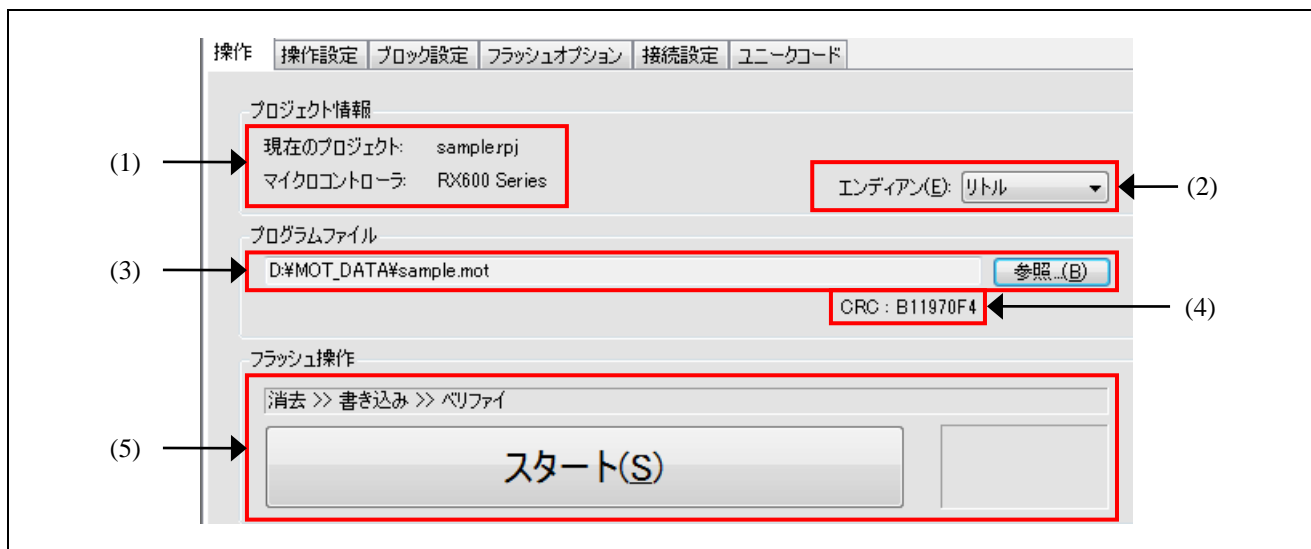 操作 操作設定 ブロック設定 フラッシュオプション 接続設定 ユニークコード
プロジェクト情報
(1)
現在のプロジェクト: sample.rpj
マイクロコントローラ: RX600 Series
エンディアン(E): リトル
(2)
プログラムファイル
(3)
D:¥MOT_DATA¥sample.mot
参照...(B)
CRC : B11970F4
(4)
フラッシュ操作
消去 >> 書き込み >> ベリファイ
(5)
スタート(S)